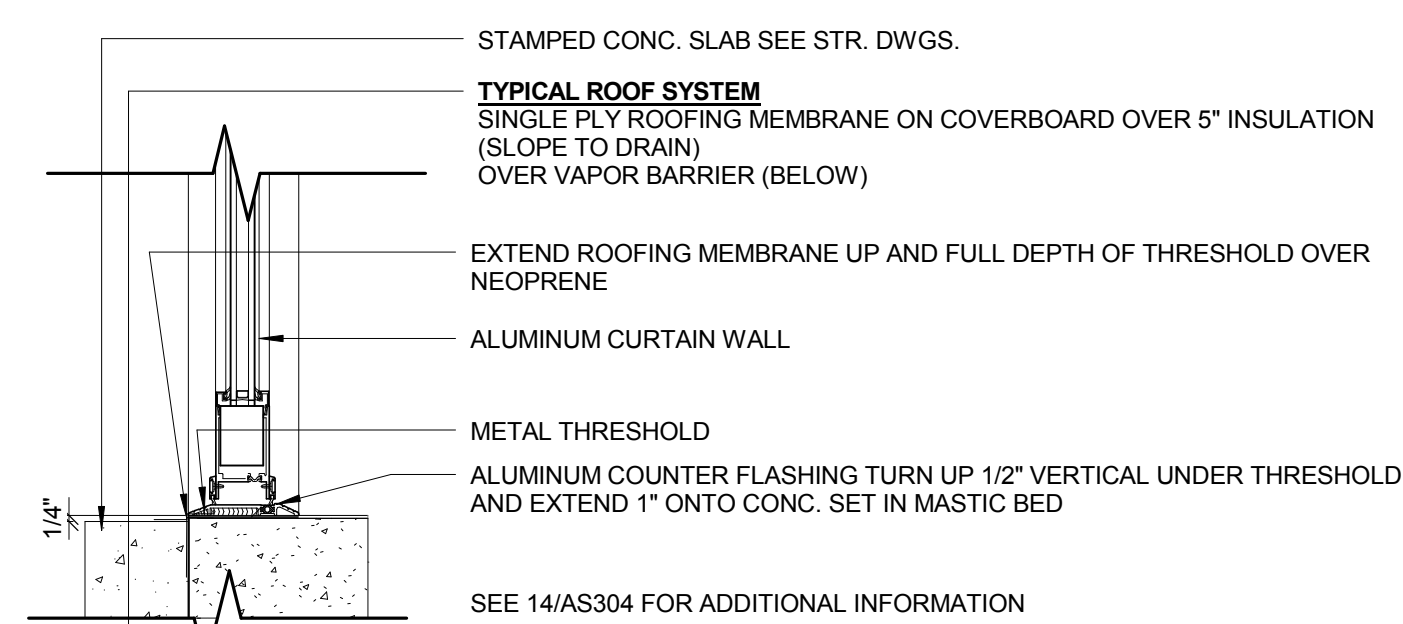 STAMPED CONC. SLAB SEE STR. DWGS.
TYPICAL ROOF SYSTEM
SINGLE PLY ROOFING MEMBRANE ON COVERBOARD OVER 5" INSULATION
(SLOPE TO DRAIN)
OVER VAPOR BARRIER (BELOW)
EXTEND ROOFING MEMBRANE UP AND FULL DEPTH OF THRESHOLD OVER
NEOPRENE
ALUMINUM CURTAIN WALL
METAL THRESHOLD
ALUMINUM COUNTER FLASHING TURN UP 1/2" VERTICAL UNDER THRESHOLD
AND EXTEND 1" ONTO CONC. SET IN MASTIC BED
1/4"
SEE 14/AS304 FOR ADDITIONAL INFORMATION